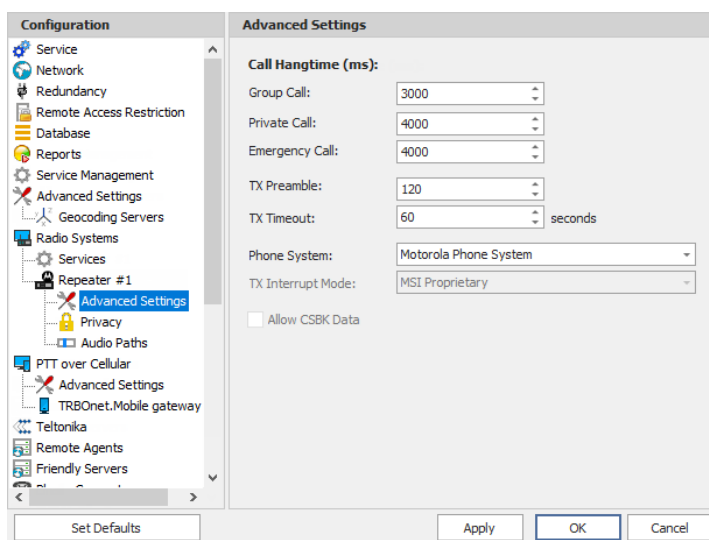 Configuration
Service
Network
Redundancy
Remote Access Restriction
Database
Reports
Service Management
Advanced Settings
Geocoding Servers
Radio Systems
Services
Repeater #1
Advanced Settings
Privacy
Audio Paths
PTT over Cellular
Advanced Settings
TRBOnet.Mobile gateway
Teltonika
Remote Agents
Friendly Servers
Set Defaults
Advanced Settings
Call Hangtime (ms):
Group Call: 3000
Private Call: 4000
Emergency Call: 4000
TX Preamble: 120
TX Timeout: 60 seconds
Phone System: Motorola Phone System
TX Interrupt Mode: MSI Proprietary
Allow CSBK Data
Apply OK Cancel